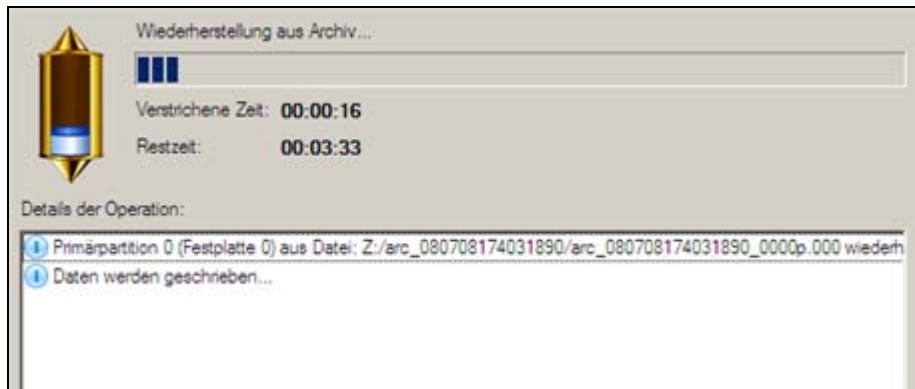 Wiederherstellung aus Archiv...
Verstrichene Zeit: 00:00:16
Restzeit: 00:03:33
Details der Operation:
Primärpartition 0 (Festplatte 0) aus Datei: Z:/arc_080708174031890/arc_080708174031890_0000p.000 wiederh
Daten werden geschrieben...